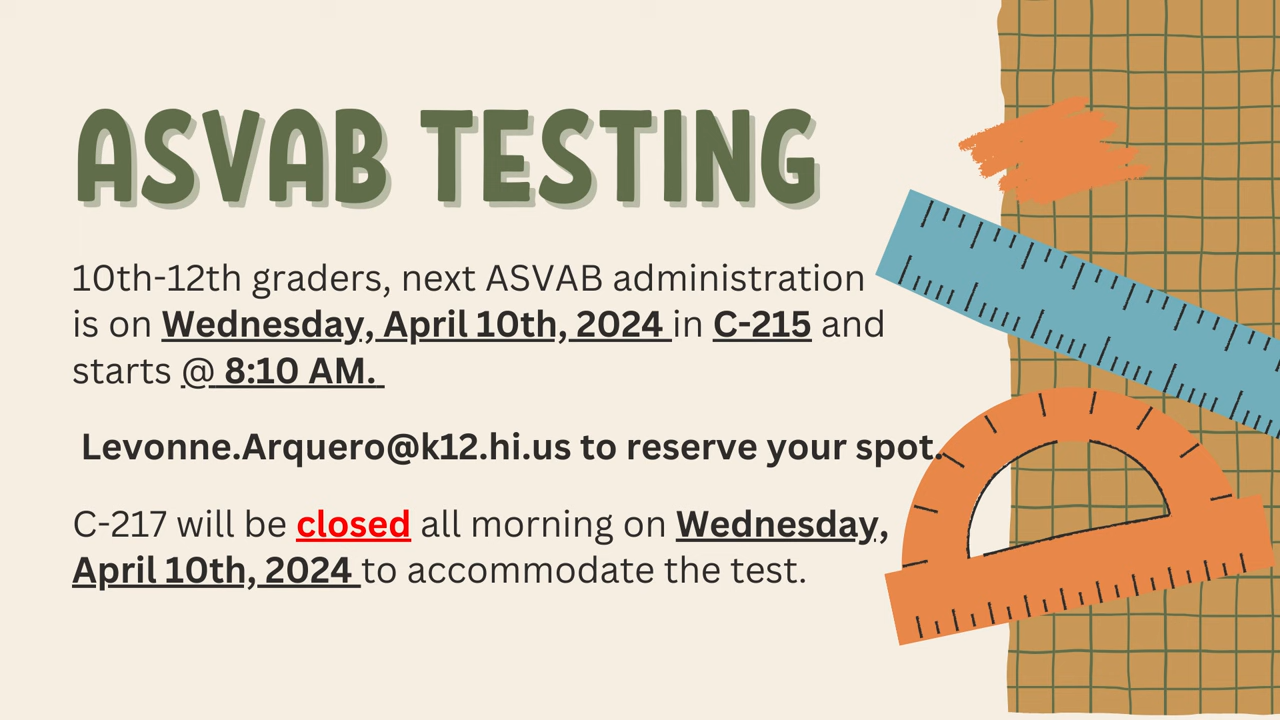 ASVAB TESTING
10th-12th graders, next ASVAB administration
is on Wednesday, April 10th, 2024 in C-215 and
starts @ 8:10 AM.
Levonne.Arquero@k12.hi.us to reserve your spot.
C-217 will be closed all morning on Wednesday,
April 10th, 2024 to accommodate the test.